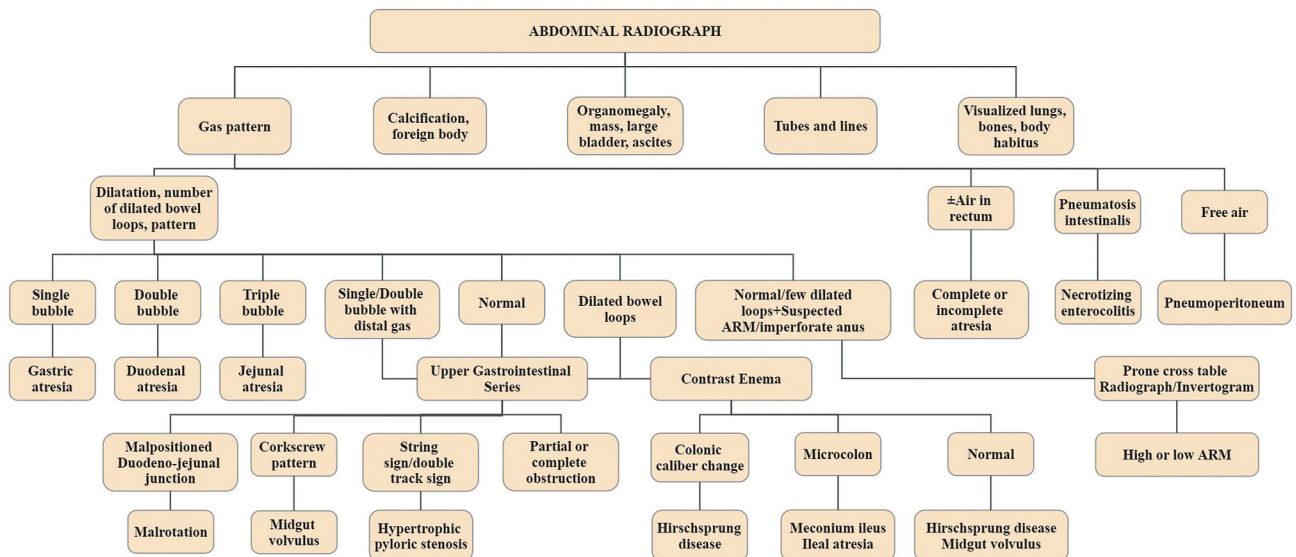 ABDOMINAL RADIOGRAPH
Gas pattern
Calcification,
foreign body
Organomegaly,
mass, large
bladder, ascites
Tubes and lines
Visualized lungs,
bones, body
habitus
Dilatation, number
of dilated bowel
loops, pattern
±Air in
rectum
Pneumatosis
intestinalis
Free air
Single
bubble
Double
bubble
Triple
bubble
Single/Double
bubble with
distal gas
Normal
Dilated bowel
loops
Normal/few dilated
loops+Suspected
ARM/imperforate anus
Complete or
incomplete
atresia
Necrotizing
enterocolitis
Pneumoperitoneum
Gastric
atresia
Duodenal
atresia
Jejunal
atresia
Upper Gastrointestinal
Series
Contrast Enema
Prone cross table
Radiograph/Invertogram
Malpositioned
Duodeno-jejunal
junction
Corkscrew
pattern
String
sign/double
track sign
Partial or
complete
obstruction
Colonic
caliber change
Microcolon
Normal
High or low ARM
Malrotation
Midgut
volvulus
Hypertrophic
pyloric stenosis
Hirschsprung
disease
Meconium ileus
Ileal atresia
Hirschsprung disease
Midgut volvulus